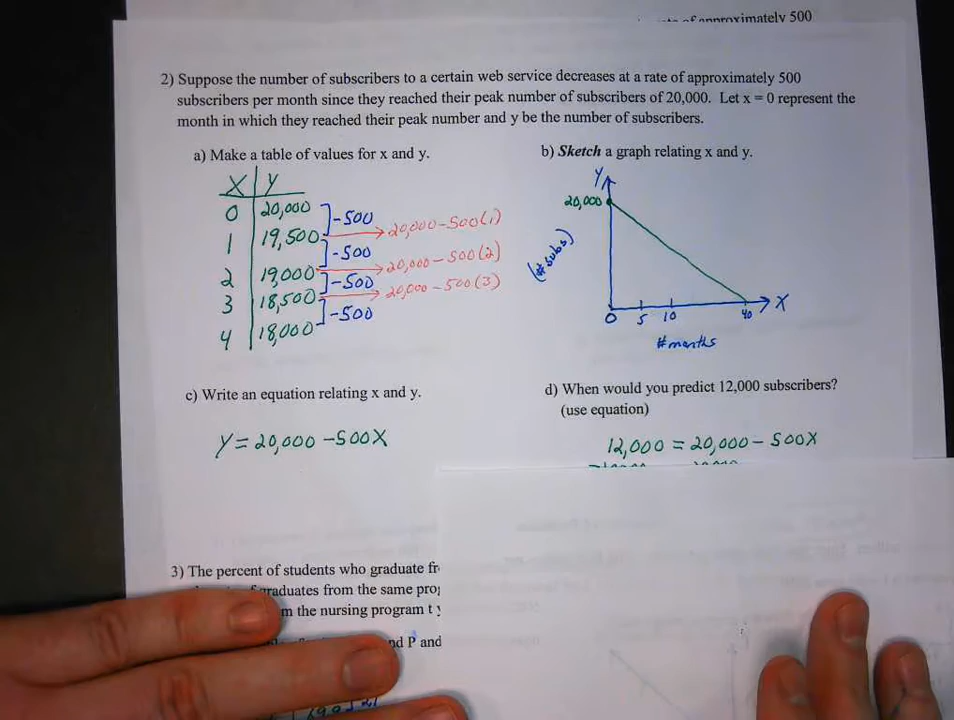 of approximately 500
2) Suppose the number of subscribers to a certain web service decreases at a rate of approximately 500
subscribers per month since they reached their peak number of subscribers of 20,000. Let x = 0 represent the
month in which they reached their peak number and y be the number of subscribers.
a) Make a table of values for x and y.
X Y
0 20,000
-500
1 19,500 20,000-500(1)
-500
2 19,000 20,000-500(2)
-500
3 18,500 20,000-500(3)
-500
4 18,000
b) Sketch a graph relating x and y.
Y
20,000
(#subs)
X
0 5 10 40
#months
c) Write an equation relating x and y.
Y=20,000-500X
d) When would you predict 12,000 subscribers?
(use equation)
12,000=20,000-500X
3) The percent of students who graduate
graduates from the same
the nursing program t
P and